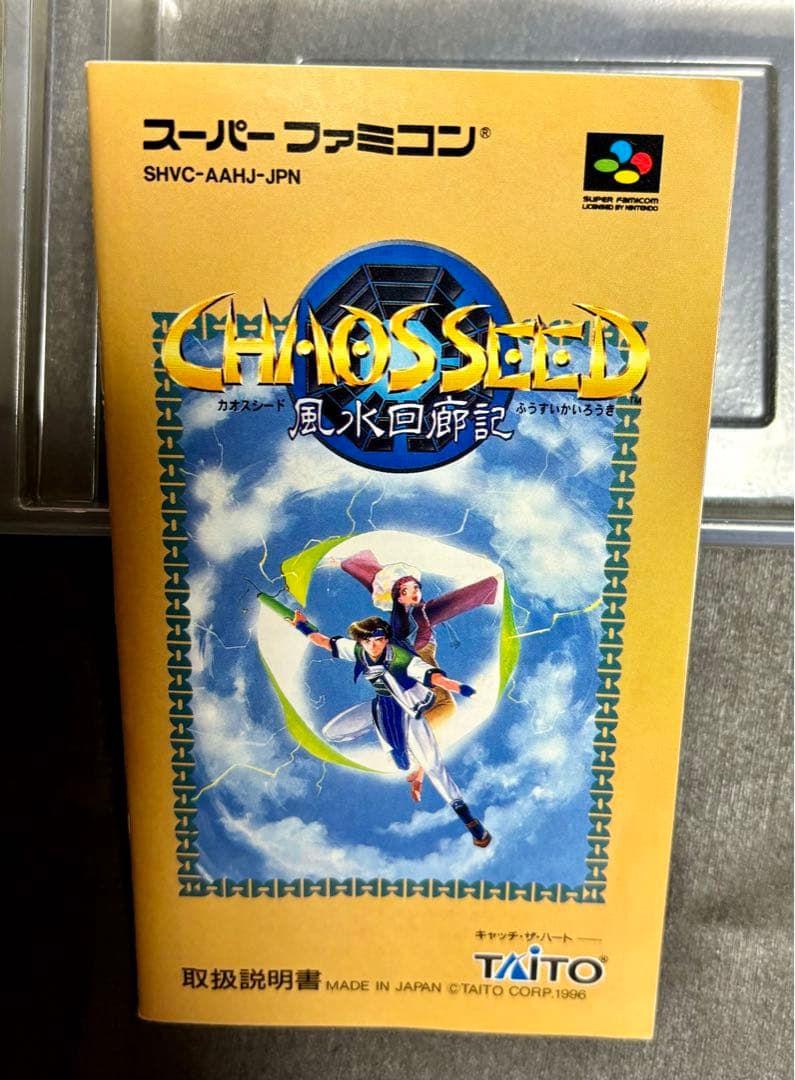 スーパーファミコン®
SHVC-AAHJ-JPN
SUPER FAMICOM
LICENSED BY NINTENDO
CHAOS SEED™
カオスシード 風水回廊記 ふうすいかいろうき
キャッチ・ザ・ハート
TAITO®
取扱説明書 MADE IN JAPAN ©TAITO CORP.1996